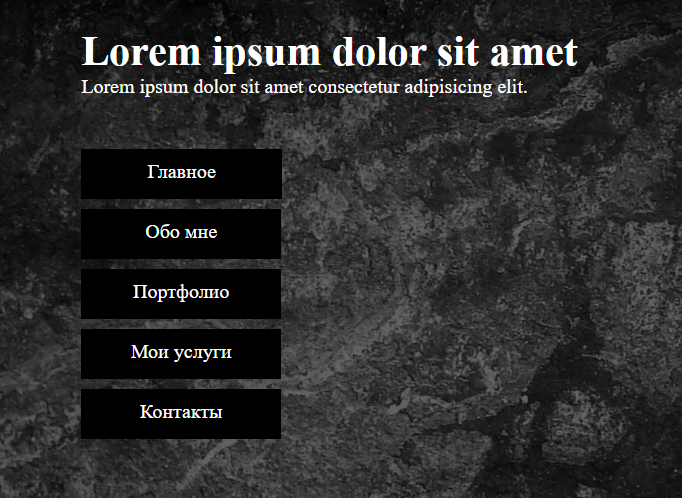 Lorem ipsum dolor sit amet
Lorem ipsum dolor sit amet consectetur adipisicing elit.
Главное
Обо мне
Портфолио
Мои услуги
Контакты